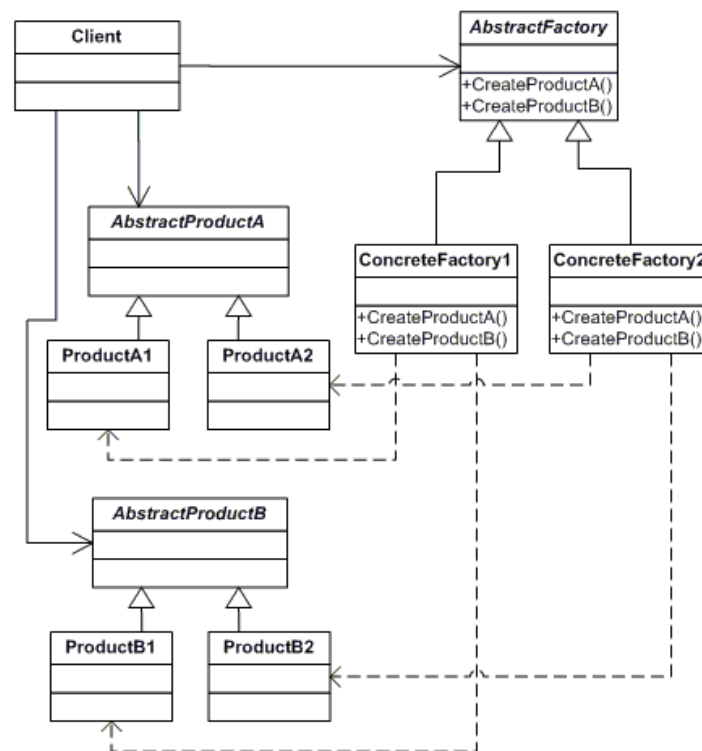 Client
AbstractFactory
+CreateProductA()
+CreateProductB()
AbstractProductA
ConcreteFactory1
+CreateProductA()
+CreateProductB()
ConcreteFactory2
+CreateProductA()
+CreateProductB()
ProductA1
ProductA2
AbstractProductB
ProductB1
ProductB2